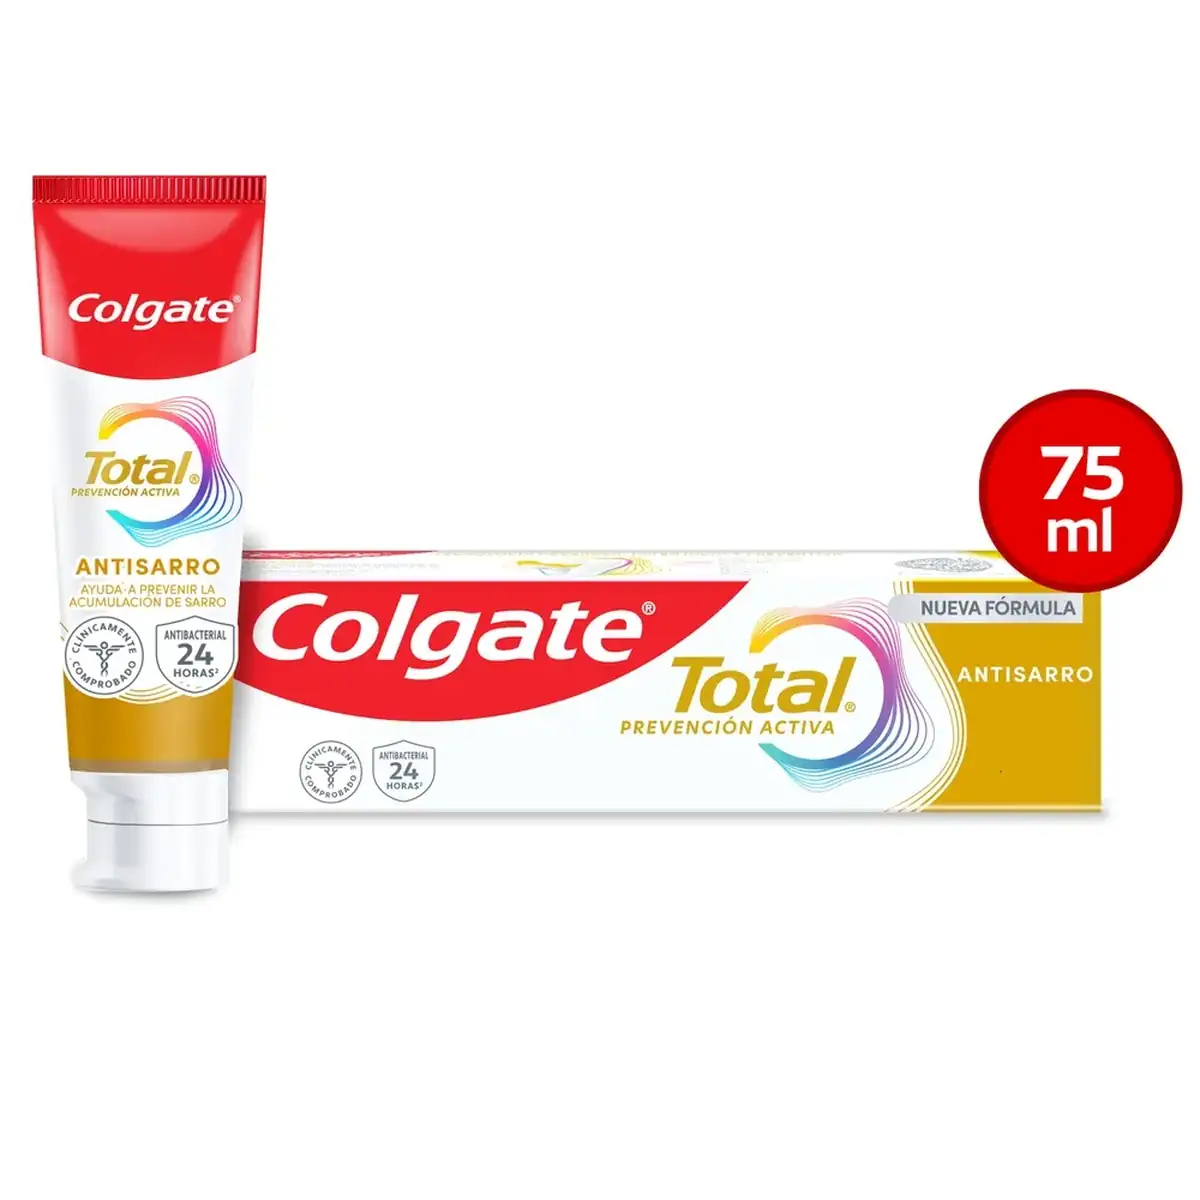 Colgate®
Total®
PREVENCIÓN ACTIVA
ANTISARRO
AYUDA A PREVENIR LA
ACUMULACIÓN DE SARRO
CLÍNICAMENTE
COMPROBADO
ANTIBACTERIAL
24
HORAS²
Colgate®
Total®
PREVENCIÓN ACTIVA
CLÍNICAMENTE
COMPROBADO
ANTIBACTERIAL
24
HORAS²
NUEVA FÓRMULA
ANTISARRO
75
ml